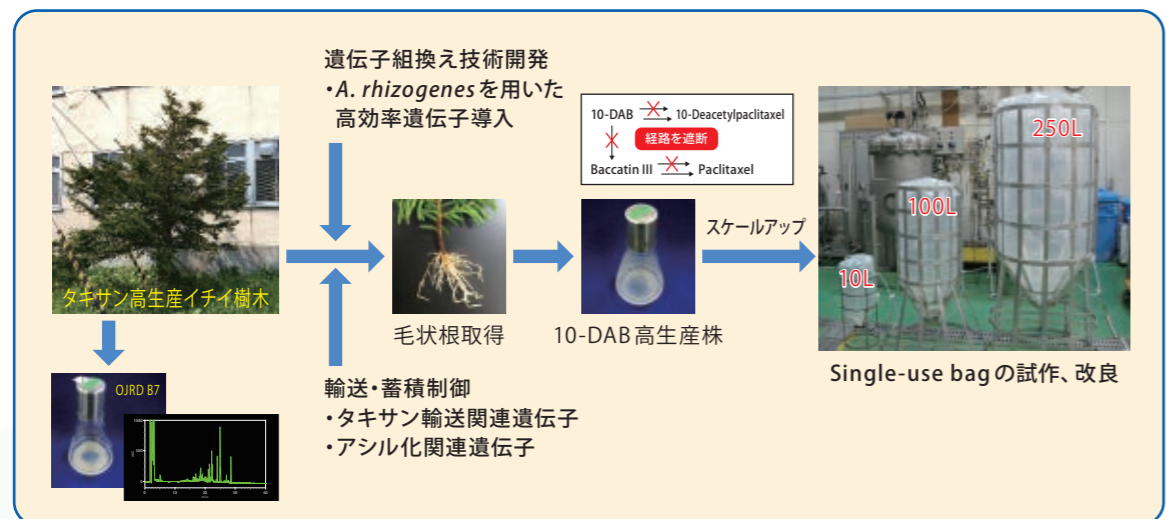 遺伝子組換え技術開発
・A. rhizogenesを用いた
高効率遺伝子導入
タキサン高生産イチイ樹木
OJRD B7
0
10
20
30
40
輸送・蓄積制御
・タキサン輸送関連遺伝子
・アシル化関連遺伝子
毛状根取得
10-DAB 10-Deacetylpaclitaxel
経路を遮断
Baccatin III Paclitaxel
10-DAB高生産株
スケールアップ
10L
100L
250L
Single-use bagの試作、改良